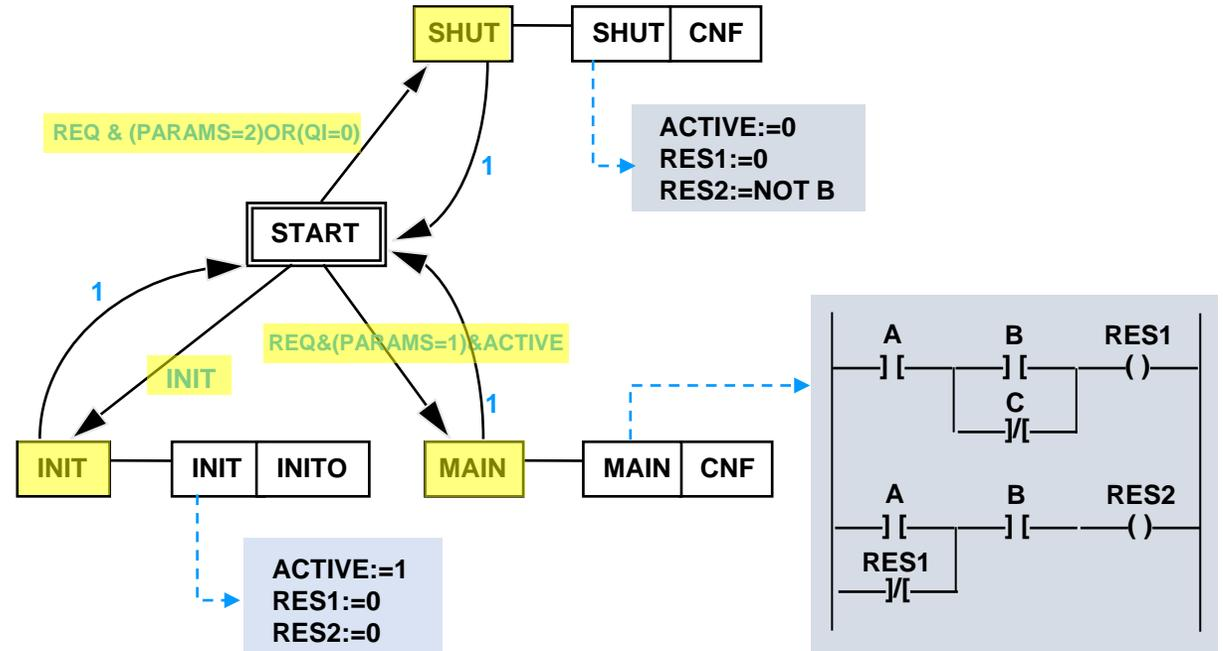 SHUT
SHUT CNF
REQ & (PARAMS=2)OR(QI=0)
ACTIVE:=0
RES1:=0
RES2:=NOT B
1
START
1
REQ&(PARAMS=1)&ACTIVE
INIT
1
INIT
INIT INITO
MAIN
MAIN CNF
ACTIVE:=1
RES1:=0
RES2:=0
A B RES1
] [ ] [ ( )
C
]/[
A B RES2
] [ ] [ ( )
RES1
]/[